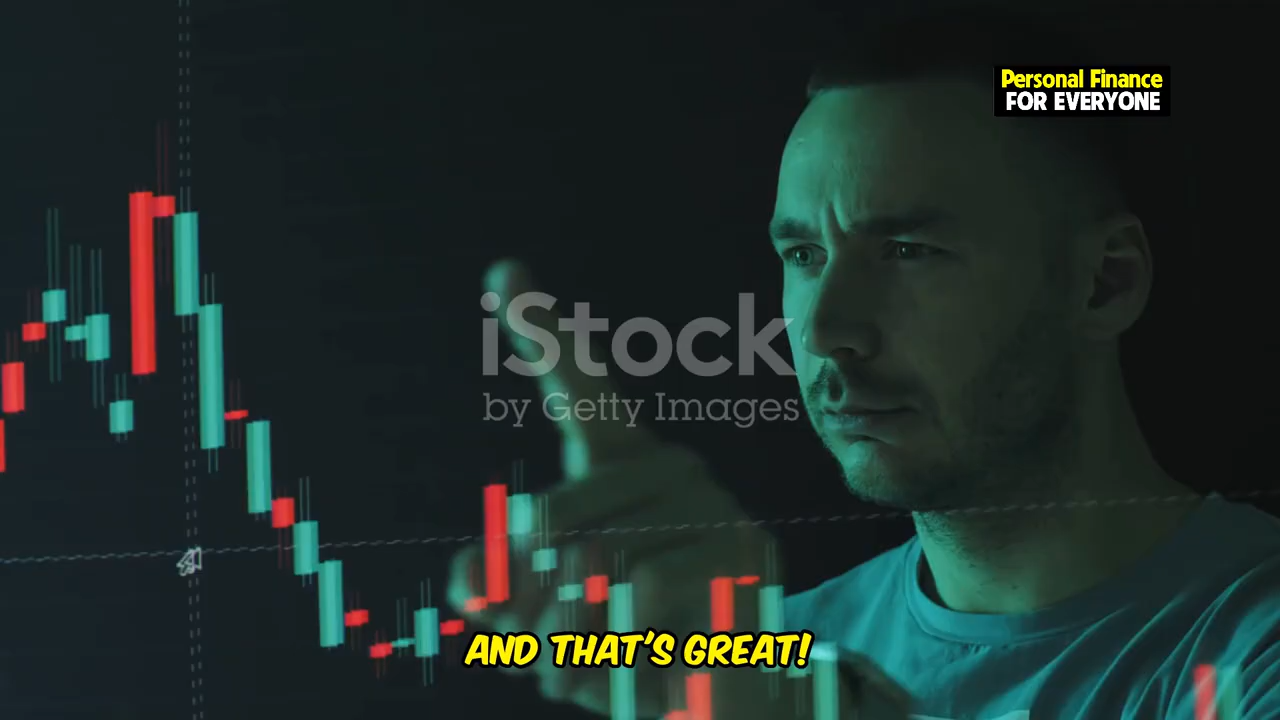 Personal Finance
FOR EVERYONE
iStock
by Getty Images
AND THAT'S GREAT!